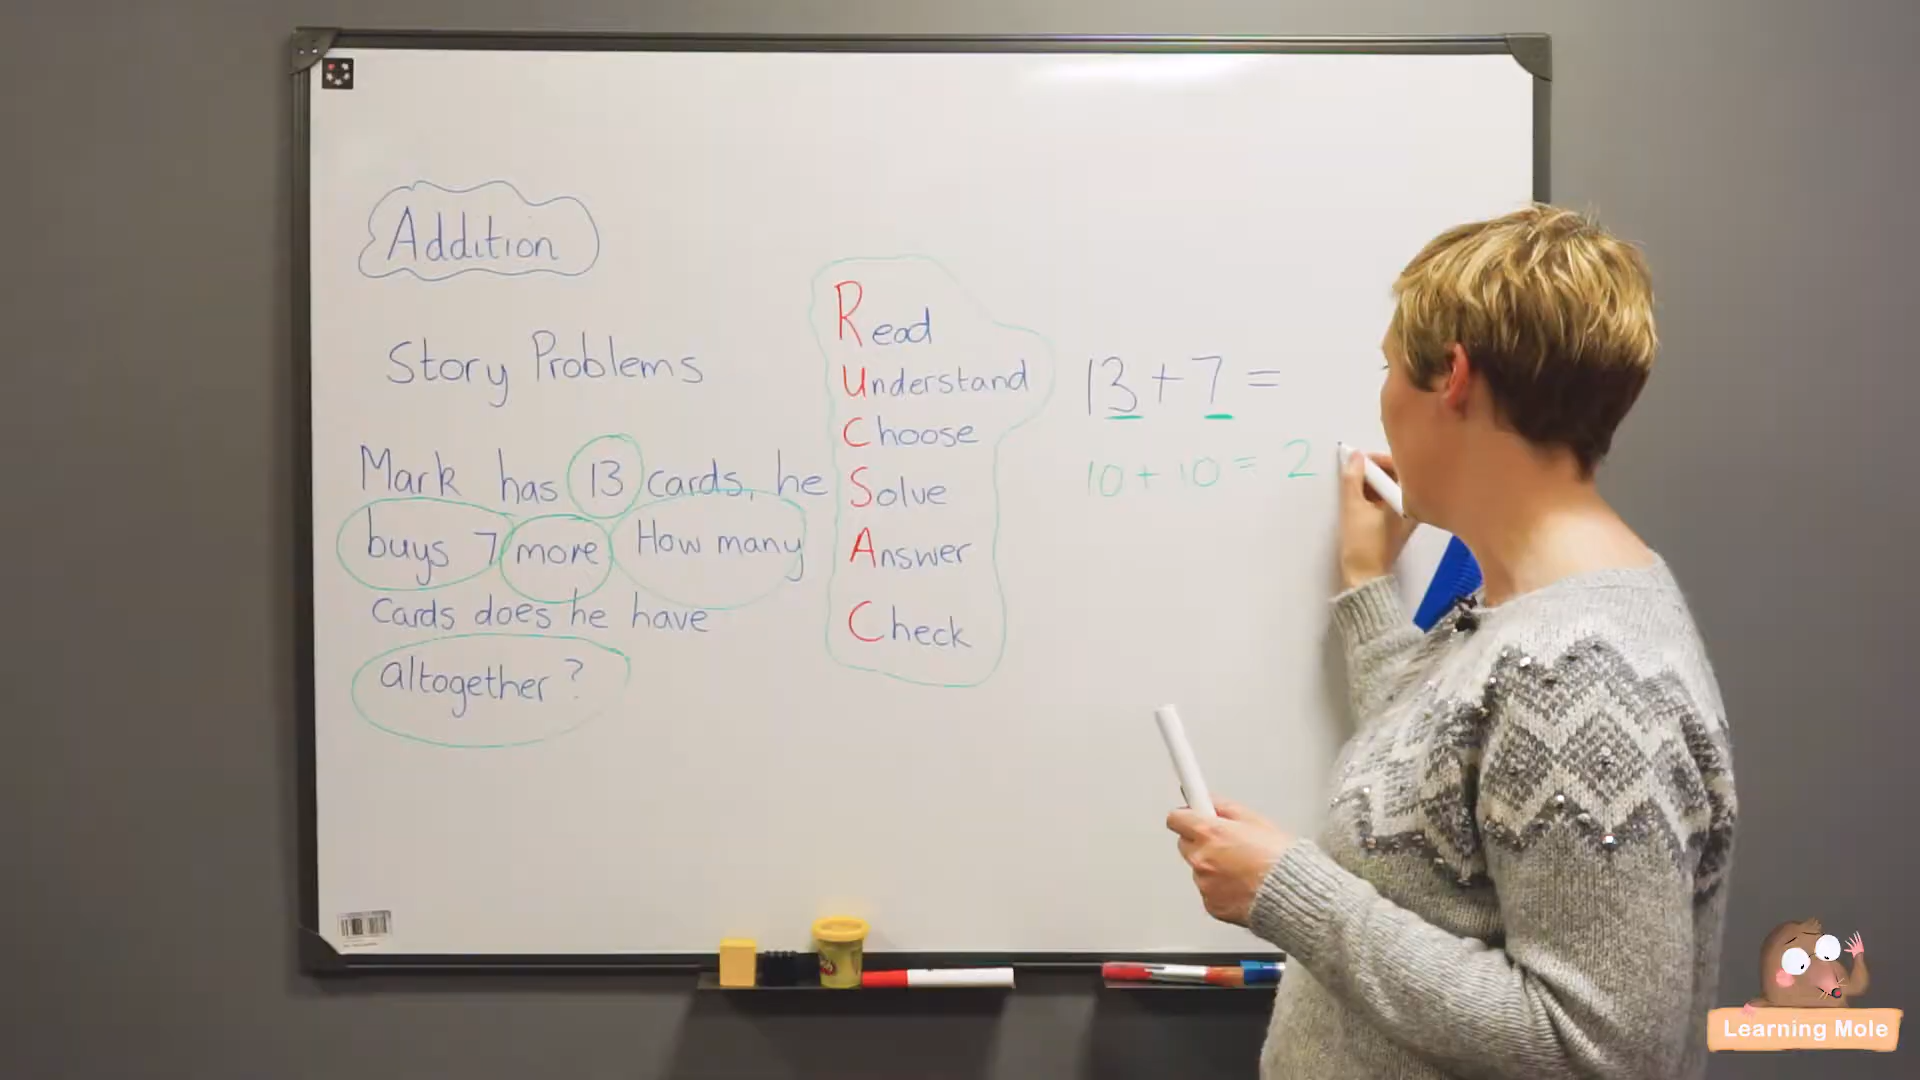 Addition
Story Problems
Mark has 13 cards, he
buys 7 more How many
cards does he have
altogether?
Read
Understand
Choose
Solve
Answer
Check
13 + 7 =
10 + 10 = 2
Learning Mole